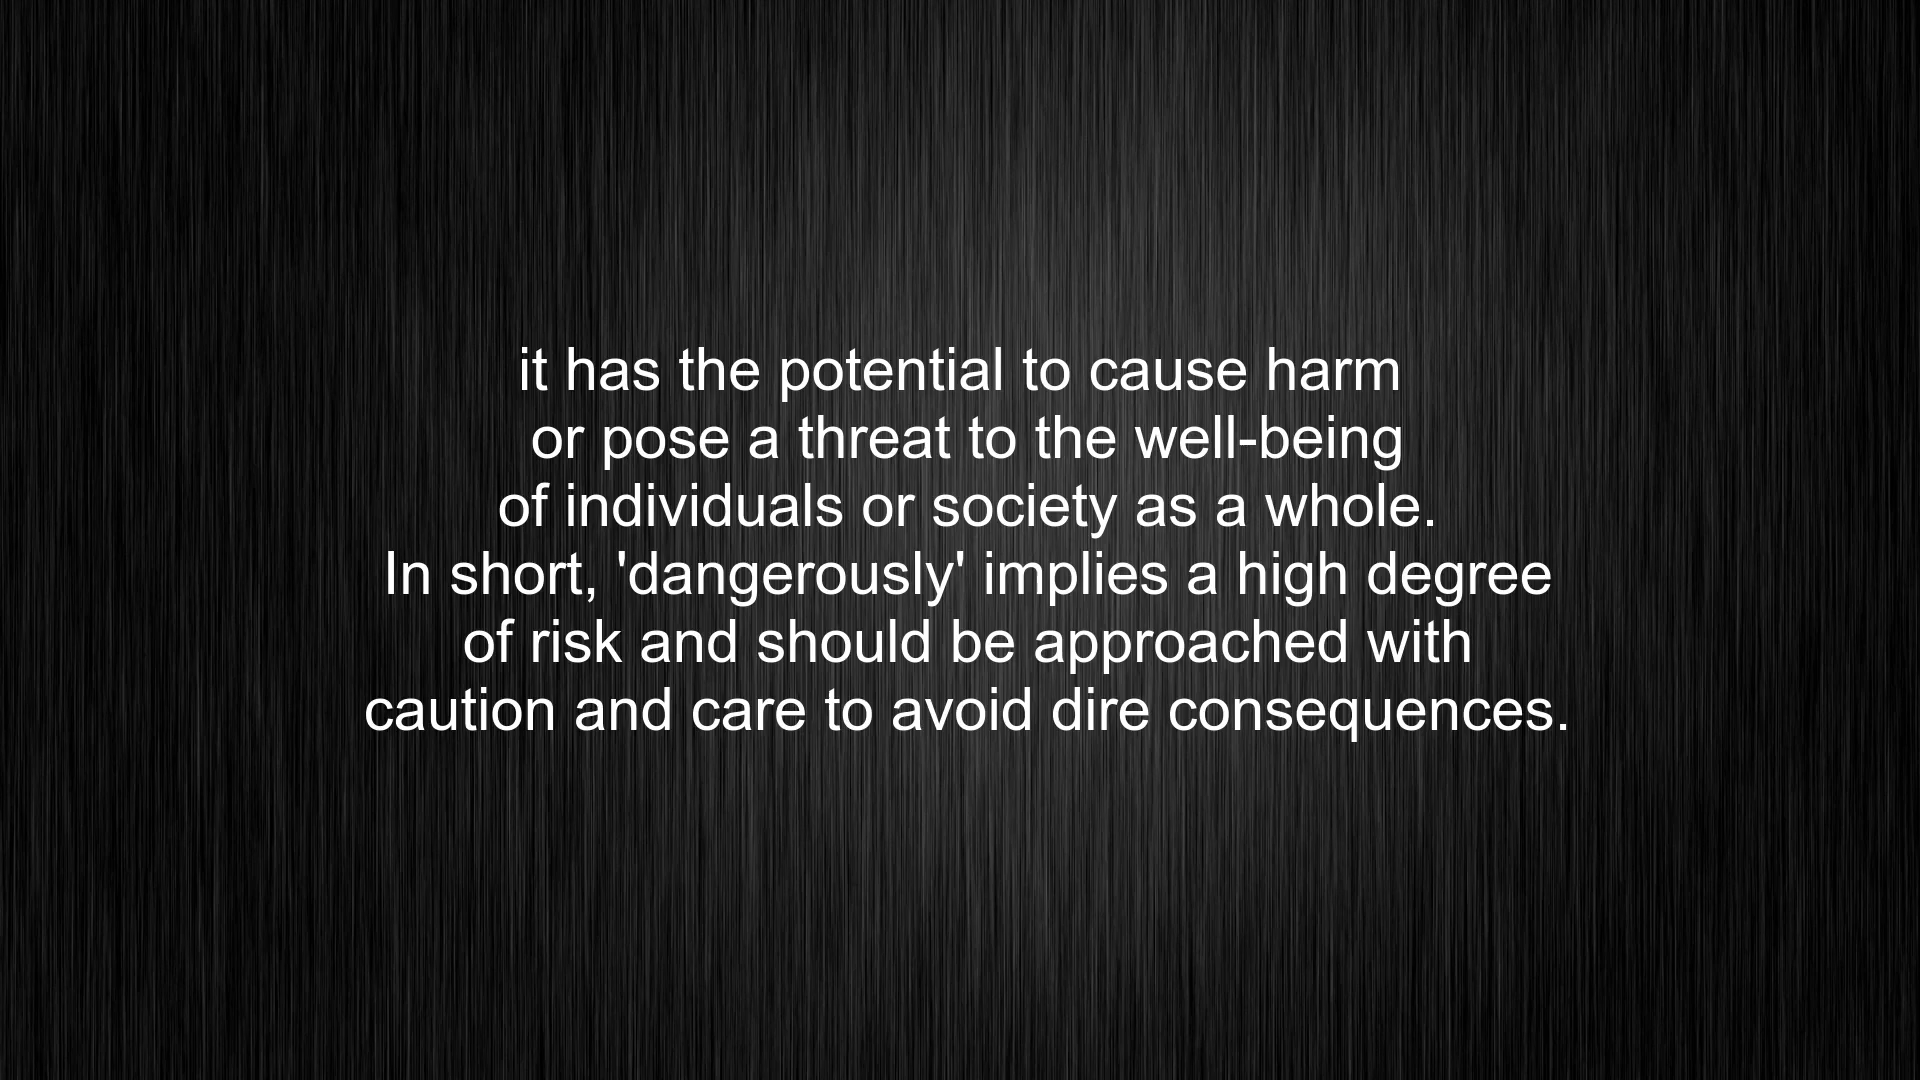 it has the potential to cause harm
or pose a threat to the well-being
of individuals or society as a whole.
In short, 'dangerously' implies a high degree
of risk and should be approached with
caution and care to avoid dire consequences.